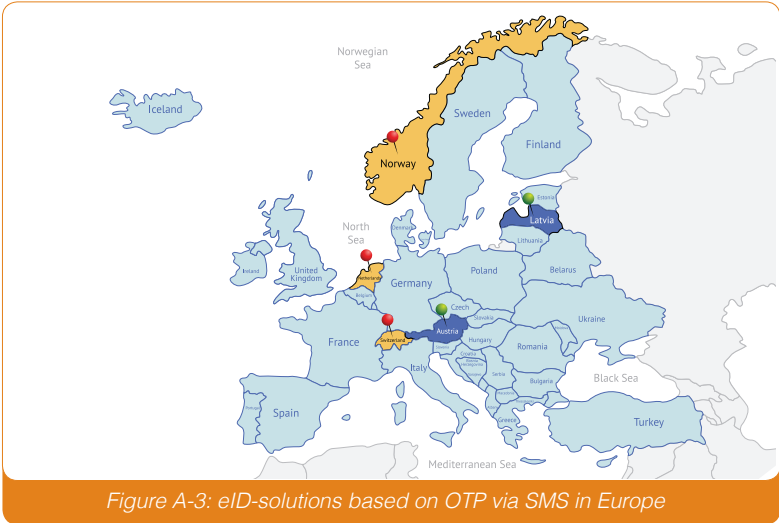 Norwegian
Sea
Iceland
Sweden
Finland
Norway
Estonia
Latvia
Lithuania
North
Sea
Denmark
Ireland
United
Kingdom
Netherlands
Belgium
Germany
Poland
Belarus
Czech
Slovakia
Ukraine
Austria
Switzerland
France
Hungary
Romania
Croatia
Italy
Serbia
Bulgaria
Black Sea
Portugal
Spain
Greece
Turkey
Mediterranean Sea
Figure A-3: eID-solutions based on OTP via SMS in Europe